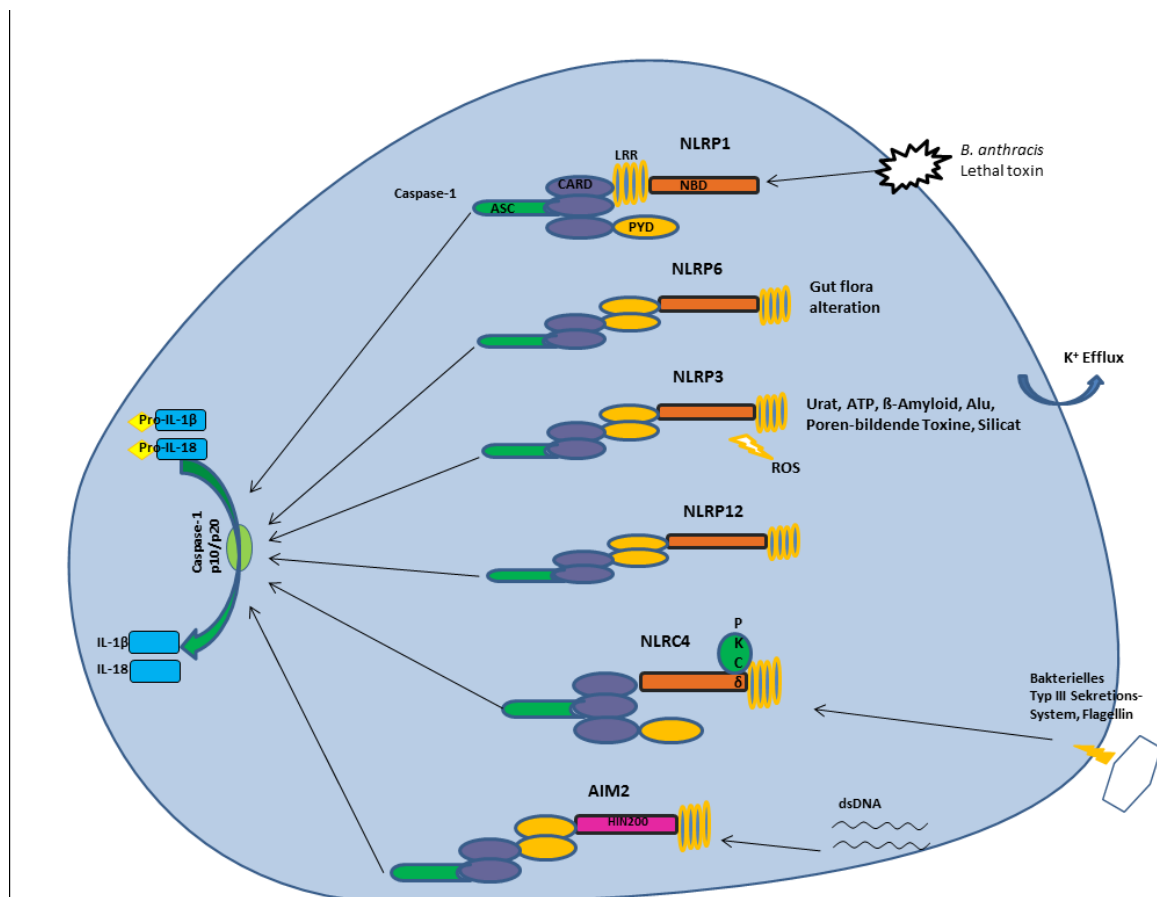 NLRP1
B. anthracis
Lethal toxin
LRR
CARD
NBD
Caspase-1
ASC
PYD
NLRP6
Gut flora
alteration
K⁺ Efflux
NLRP3
Urat, ATP, ß-Amyloid, Alu,
Poren-bildende Toxine, Silicat
ROS
Pro-IL-1β
Pro-IL-18
Caspase-1
p10/p20
NLRP12
IL-1β
IL-18
NLRC4
P
K
C
δ
Bakterielles
Typ III Sekretions-
System, Flagellin
AIM2
HIN200
dsDNA